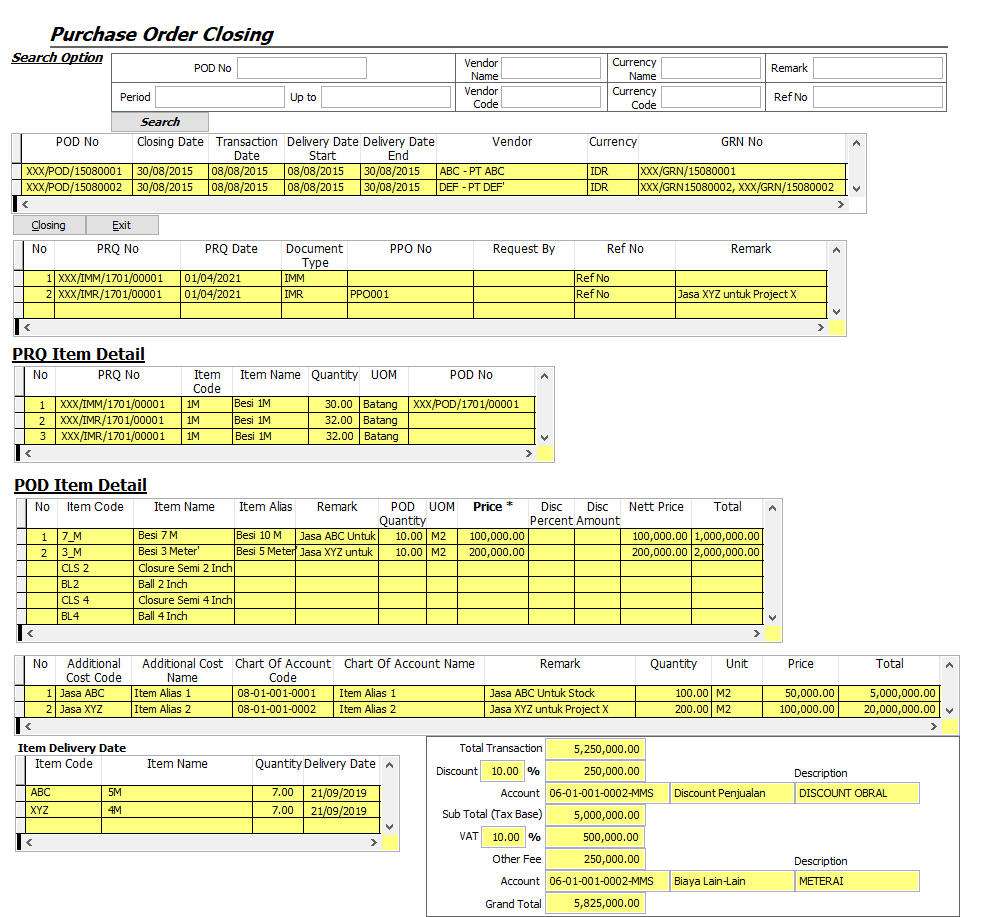 Purchase Order Closing
Search Option
POD No Vendor Name Currency Name Remark
Period Up to Vendor Code Currency Code Ref No
Search
POD No Closing Date Transaction Date Delivery Date Start Delivery Date End Vendor Currency GRN No
XXX/POD/15080001 30/08/2015 08/08/2015 08/08/2015 30/08/2015 ABC - PT ABC IDR XXX/GRN/15080001
XXX/POD/15080002 30/08/2015 08/08/2015 08/08/2015 30/08/2015 DEF - PT DEF' IDR XXX/GRN15080002, XXX/GRN/15080002
Closing Exit
No PRQ No PRQ Date Document Type PPO No Request By Ref No Remark
1 XXX/IMM/1701/00001 01/04/2021 IMM Ref No
2 XXX/IMR/1701/00001 01/04/2021 IMR PPO001 Ref No Jasa XYZ untuk Project X
PRQ Item Detail
No PRQ No Item Code Item Name Quantity UOM POD No
1 XXX/IMM/1701/00001 1M Besi 1M 30.00 Batang XXX/POD/1701/00001
2 XXX/IMR/1701/00001 1M Besi 1M 32.00 Batang
3 XXX/IMR/1701/00001 1M Besi 1M 32.00 Batang
POD Item Detail
No Item Code Item Name Item Alias Remark POD Quantity UOM Price * Disc Percent Disc Amount Nett Price Total
1 7_M Besi 7 M Besi 10 M Jasa ABC Untuk 10.00 M2 100,000.00 100,000.00 1,000,000.00
2 3_M Besi 3 Meter' Besi 5 Meter' Jasa XYZ untuk 10.00 M2 200,000.00 200,000.00 2,000,000.00
CLS 2 Closure Semi 2 Inch
BL2 Ball 2 Inch
CLS 4 Closure Semi 4 Inch
BL4 Ball 4 Inch
No Additional Cost Code Additional Cost Name Chart Of Account Code Chart Of Account Name Remark Quantity Unit Price Total
1 Jasa ABC Item Alias 1 08-01-001-0001 Item Alias 1 Jasa ABC Untuk Stock 100.00 M2 50,000.00 5,000,000.00
2 Jasa XYZ Item Alias 2 08-01-001-0002 Item Alias 2 Jasa XYZ untuk Project X 200.00 M2 100,000.00 20,000,000.00
Item Delivery Date
Item Code Item Name Quantity Delivery Date
ABC 5M 7.00 21/09/2019
XYZ 4M 7.00 21/09/2019
Total Transaction 5,250,000.00
Discount 10.00 % 250,000.00 Description
Account 06-01-001-0002-MMS Discount Penjualan DISCOUNT OBRAL
Sub Total (Tax Base) 5,000,000.00
VAT 10.00 % 500,000.00
Other Fee 250,000.00 Description
Account 06-01-001-0002-MMS Biaya Lain-Lain METERAI
Grand Total 5,825,000.00